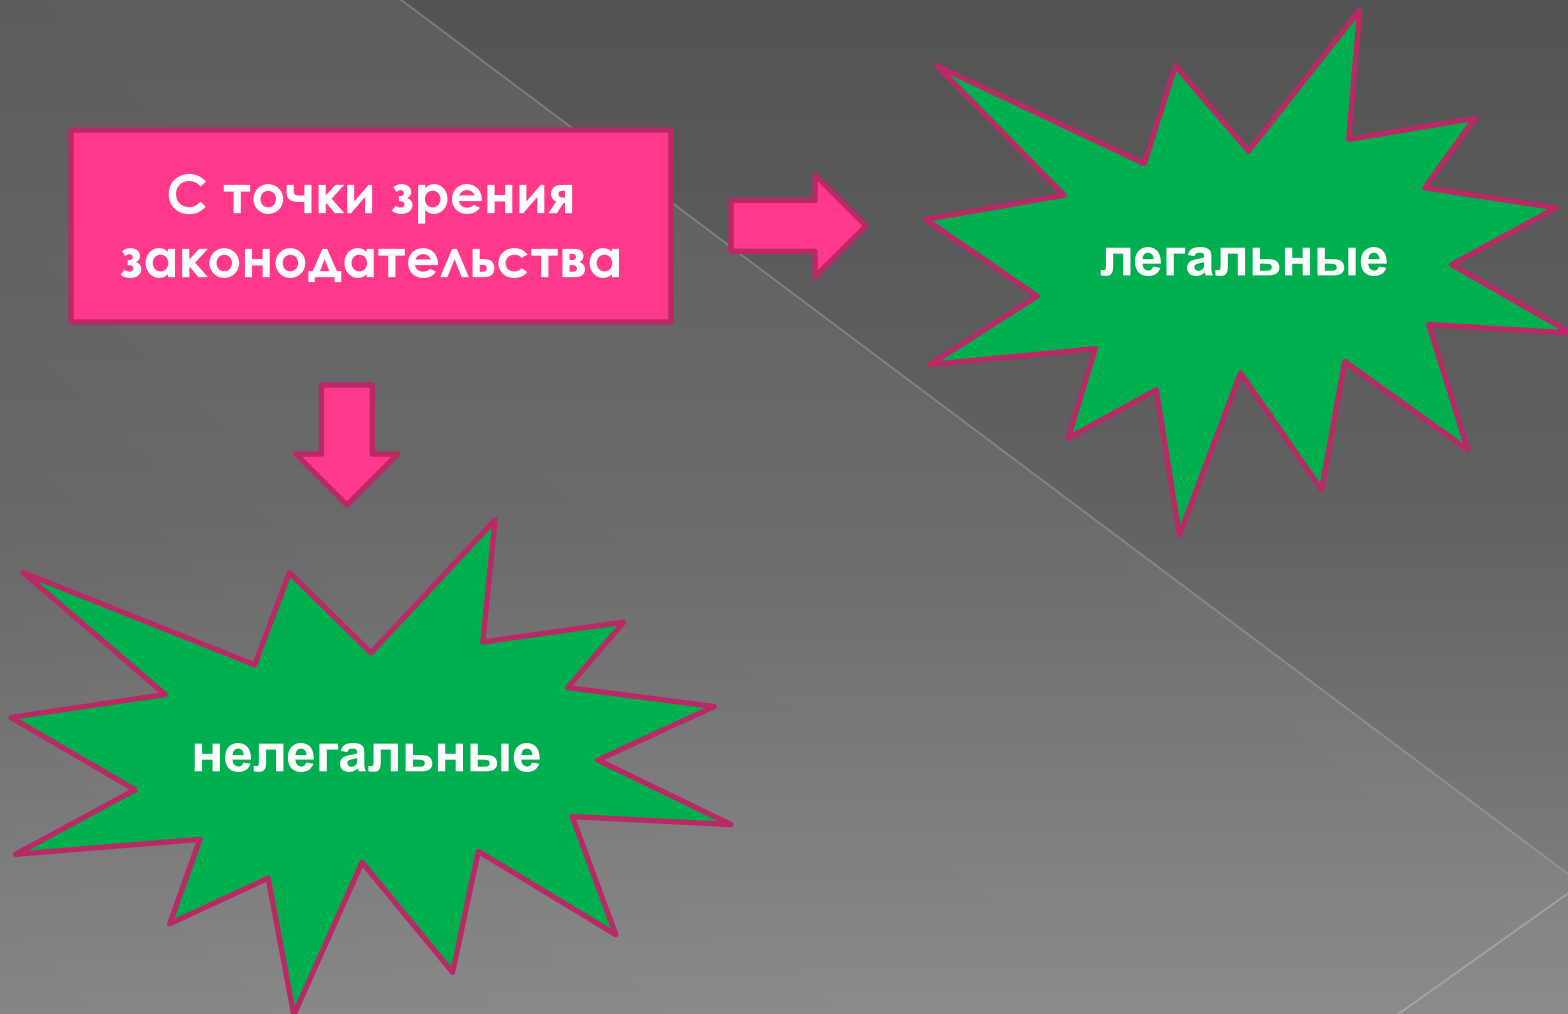 С точки зрения
законодательства
легальные
нелегальные